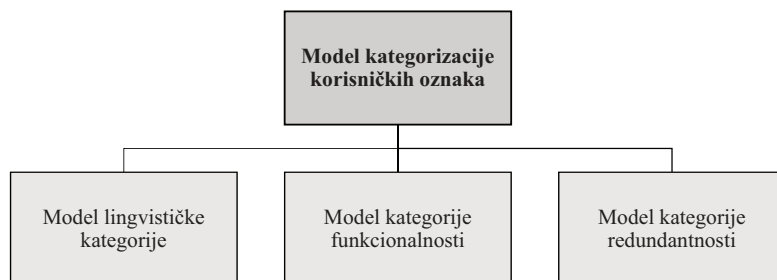 Model kategorizacije
korisničkih oznaka
Model lingvističke
kategorije
Model kategorije
funkcionalnosti
Model kategorije
redundantnosti